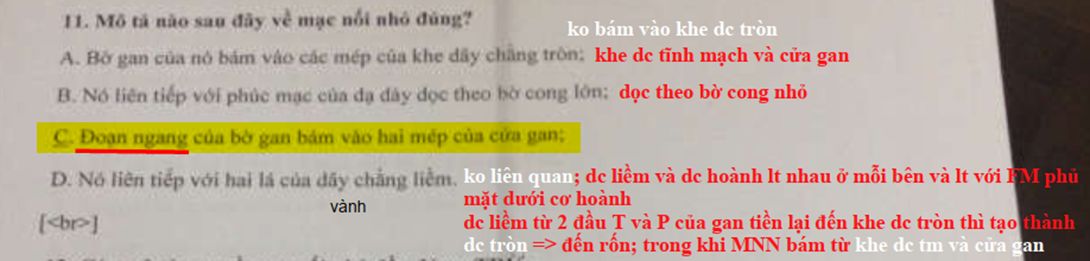 11. Mô tả nào sau đây về mạc nối nhỏ đúng?
ko bám vào khe dc tròn
A. Bờ gan của nó bám vào các mép của khe dây chằng tròn; khe dc tĩnh mạch và cửa gan
B. Nó liên tiếp với phúc mạc của dạ dày dọc theo bờ cong lớn; dọc theo bờ cong nhỏ
C. Đoạn ngang của bờ gan bám vào hai mép của cửa gan;
D. Nó liên tiếp với hai lá của dây chằng liềm. ko liên quan; dc liềm và dc hoành lt nhau ở mỗi bên và lt với FM phủ
mặt dưới cơ hoành
vành
[<br>]
dc liềm từ 2 đầu T và P của gan tiền lại đến khe dc tròn thì tạo thành
dc tròn => đến rốn; trong khi MNN bám từ khe dc tm và cửa gan